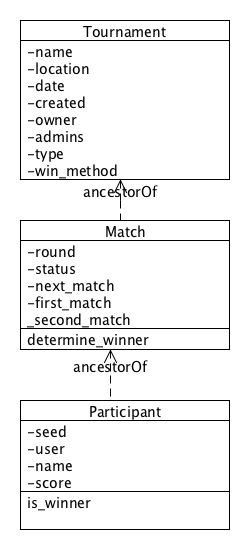 Tournament
-name
-location
-date
-created
-owner
-admins
-type
-win_method
ancestorOf
Match
-round
-status
-next_match
-first_match
_second_match
determine_winner
ancestorOf
Participant
-seed
-user
-name
-score
is_winner